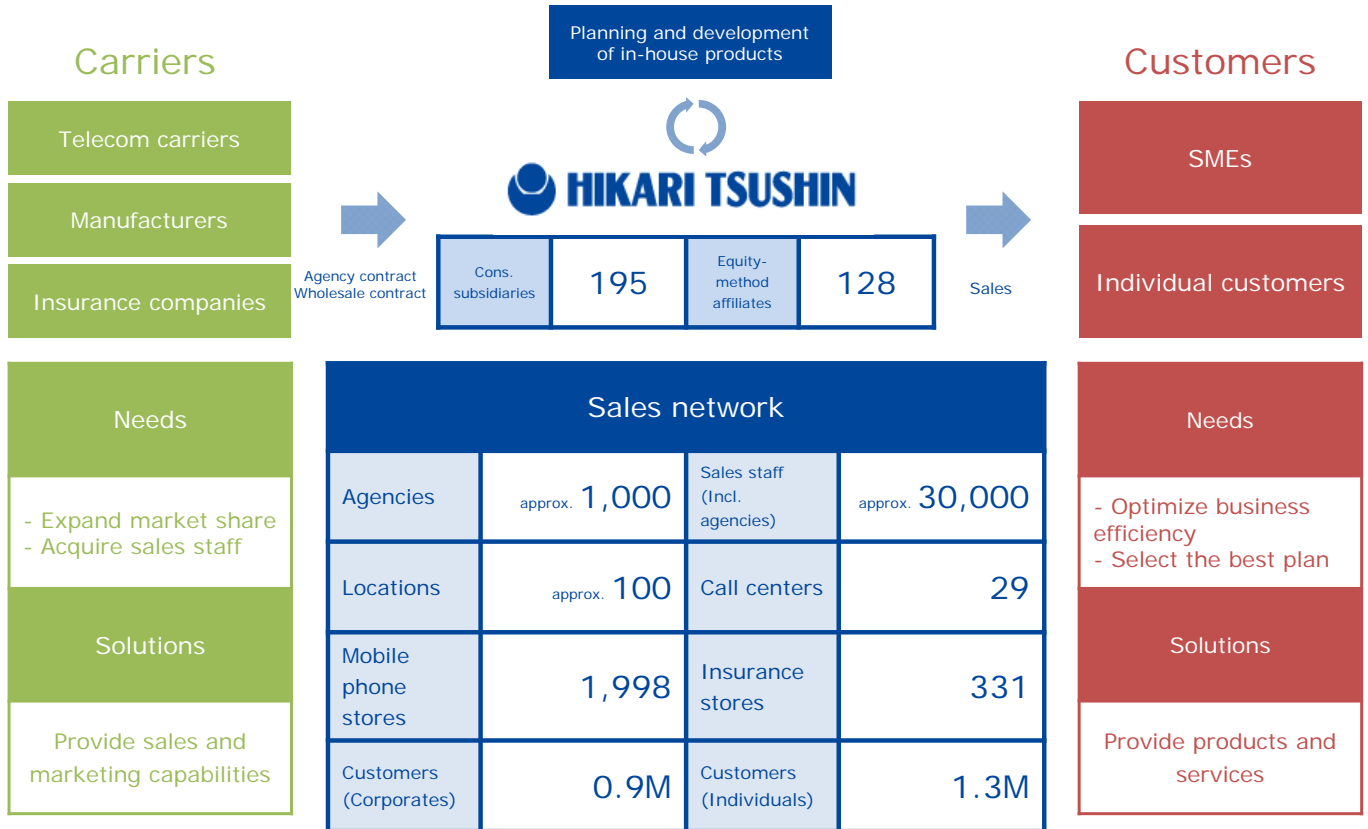 Planning and development
of in-house products
Carriers
Customers
Telecom carriers
Manufacturers
Insurance companies
Agency contract
Wholesale contract
HIKARI TSUSHIN
Cons.
subsidiaries
195
Equity-
method
affiliates
128
Sales
SMEs
Individual customers
Needs
- Expand market share
- Acquire sales staff
Solutions
Provide sales and
marketing capabilities
Sales network
Agencies
approx. 1,000
Sales staff
(Incl.
agencies)
approx. 30,000
Locations
approx. 100
Call centers
29
Mobile
phone
stores
1,998
Insurance
stores
331
Customers
(Corporates)
0.9M
Customers
(Individuals)
1.3M
Needs
- Optimize business
efficiency
- Select the best plan
Solutions
Provide products and
services